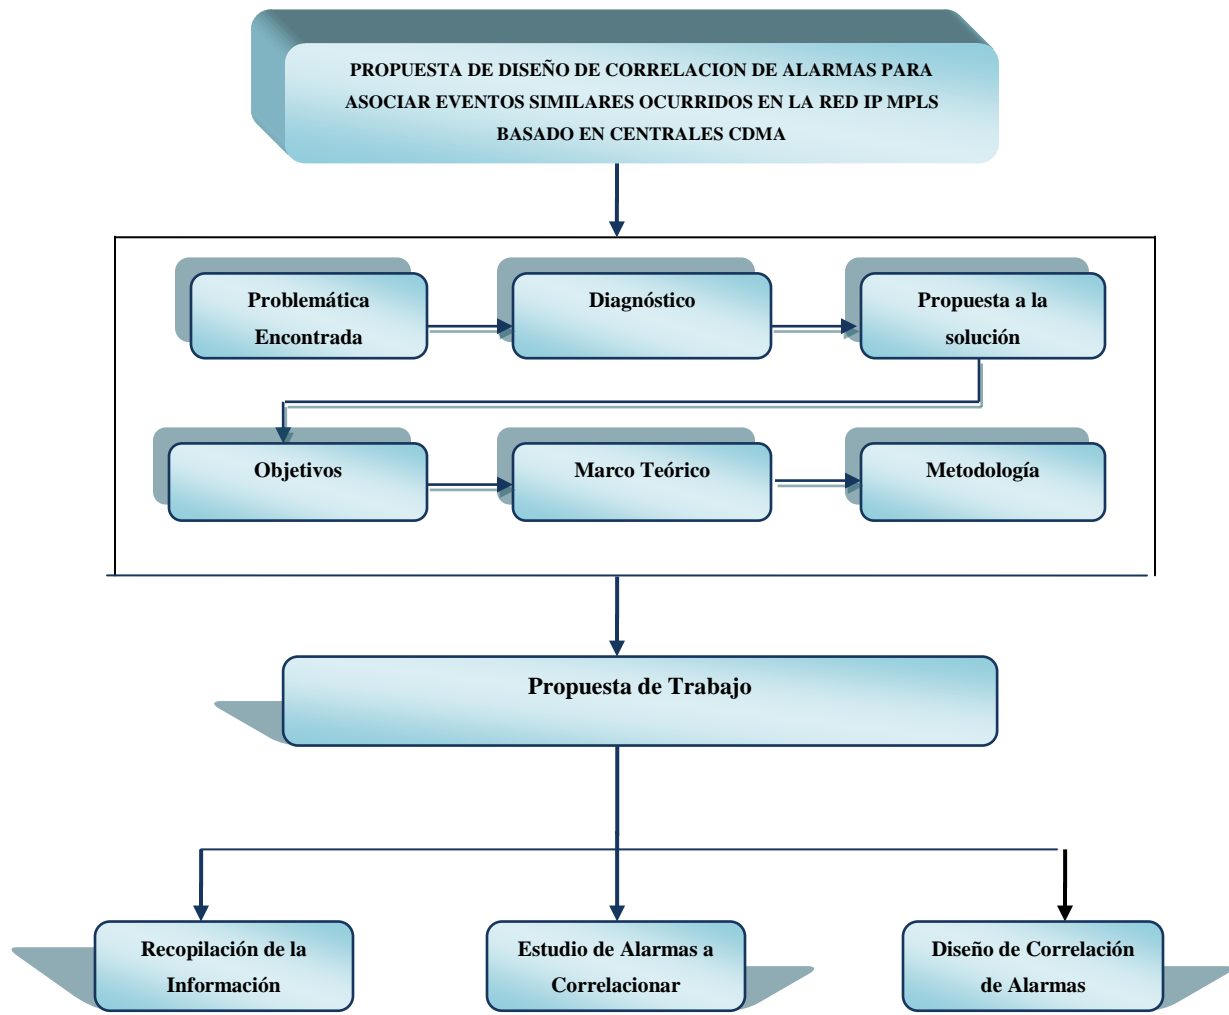 PROPUESTA DE DISEÑO DE CORRELACION DE ALARMAS PARA
ASOCIAR EVENTOS SIMILARES OCURRIDOS EN LA RED IP MPLS
BASADO EN CENTRALES CDMA
Problemática
Encontrada
Diagnóstico
Propuesta a la
solución
Objetivos
Marco Teórico
Metodología
Propuesta de Trabajo
Recopilación de la
Información
Estudio de Alarmas a
Correlacionar
Diseño de Correlación
de Alarmas